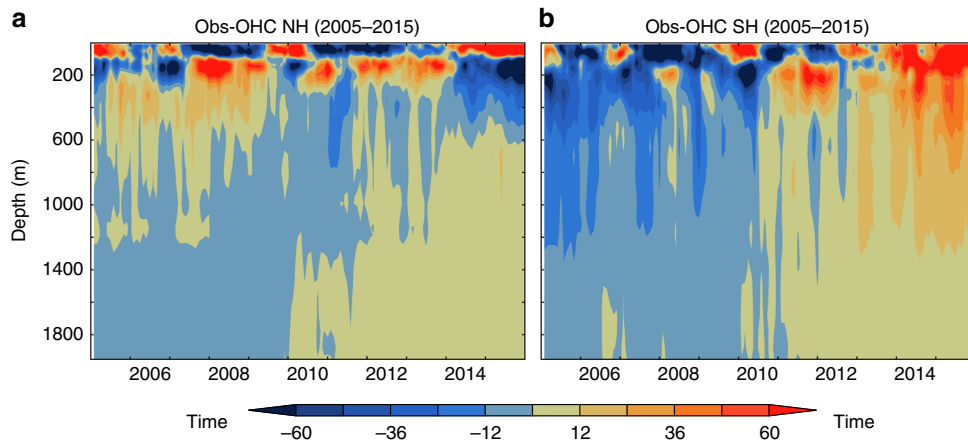 a
Obs-OHC NH (2005–2015)
b
Obs-OHC SH (2005–2015)
Depth (m)
200
600
1000
1400
1800
2006 2008 2010 2012 2014
2006 2008 2010 2012 2014
Time Time
−60 −36 −12 12 36 60